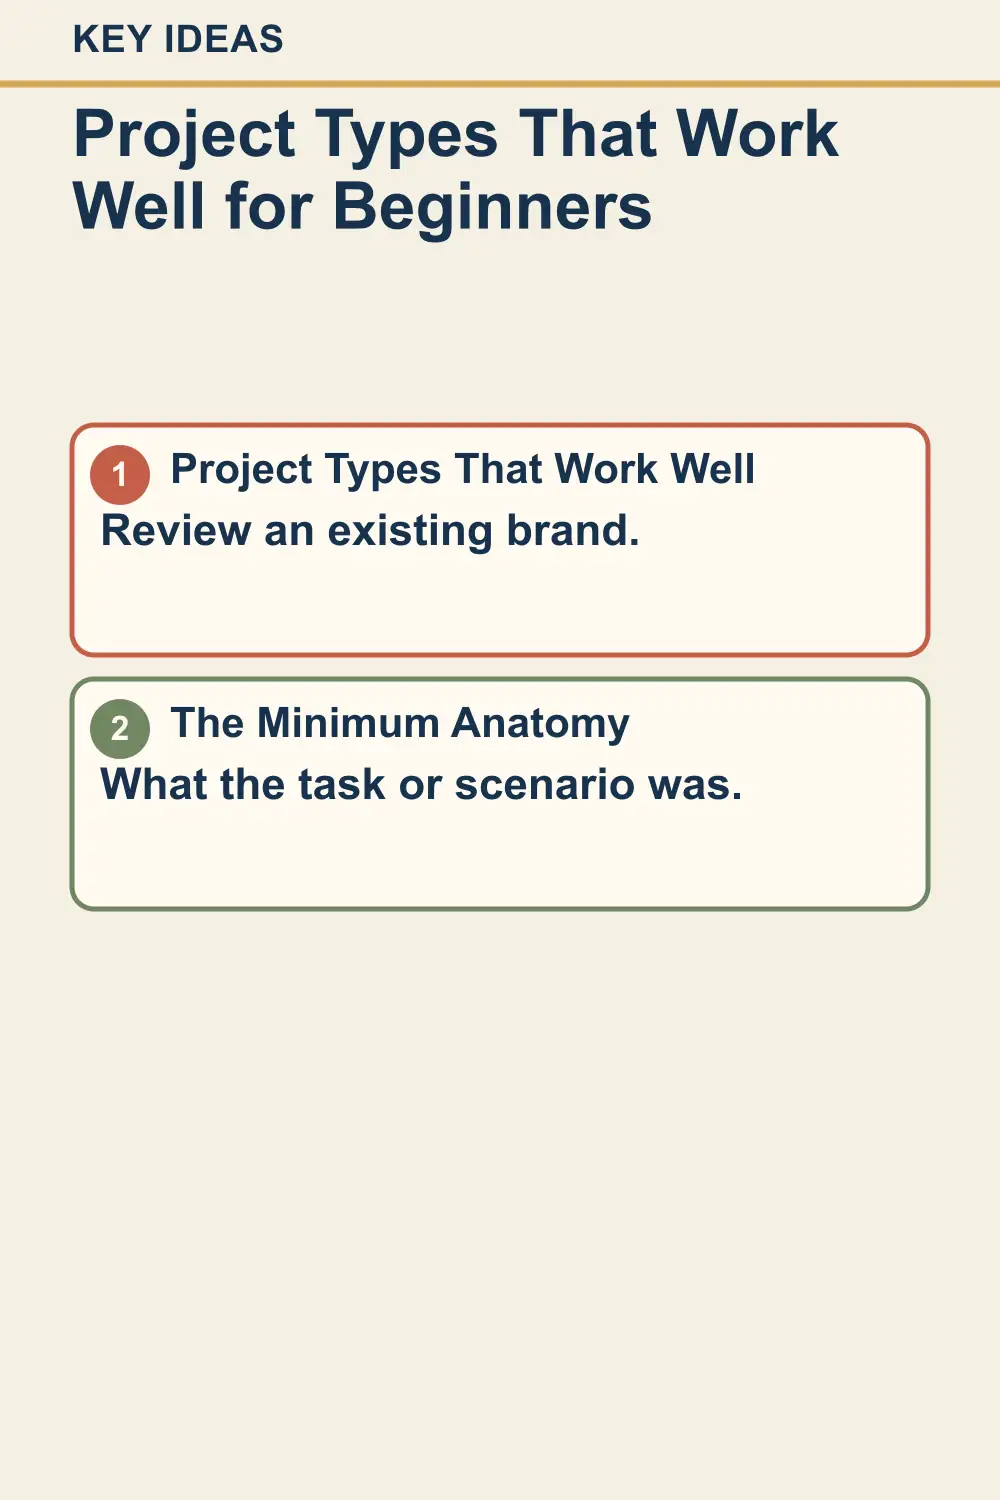 KEY IDEAS
Project Types That Work
Well for Beginners
1 Project Types That Work Well
Review an existing brand.
2 The Minimum Anatomy
What the task or scenario was.